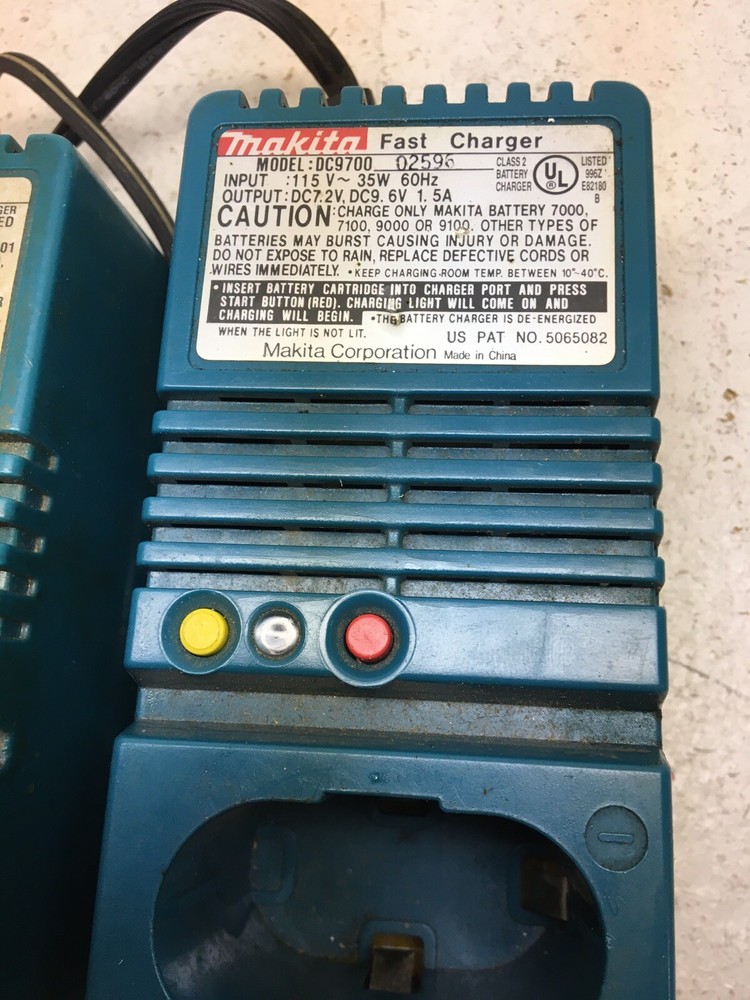 Makita Fast Charger
MODEL:DC9700 02596
INPUT :115V~35W 60Hz
OUTPUT:DC7.2V, DC9.6V 1.5A
CLASS 2
BATTERY
CHARGER
UL
LISTED
996Z
E82180
B
CAUTION:CHARGE ONLY MAKITA BATTERY 7000,
7100, 9000 OR 9100. OTHER TYPES OF
BATTERIES MAY BURST CAUSING INJURY OR DAMAGE.
DO NOT EXPOSE TO RAIN, REPLACE DEFECTIVE CORDS OR
WIRES IMMEDIATELY. •KEEP CHARGING-ROOM TEMP. BETWEEN 10°~40°C.
•INSERT BATTERY CARTRIDGE INTO CHARGER PORT AND PRESS
START BUTTON (RED). CHARGING LIGHT WILL COME ON AND
CHARGING WILL BEGIN. •THE BATTERY CHARGER IS DE-ENERGIZED
WHEN THE LIGHT IS NOT LIT. US PAT NO. 5065082
Makita Corporation Made in China
GER
ED
01